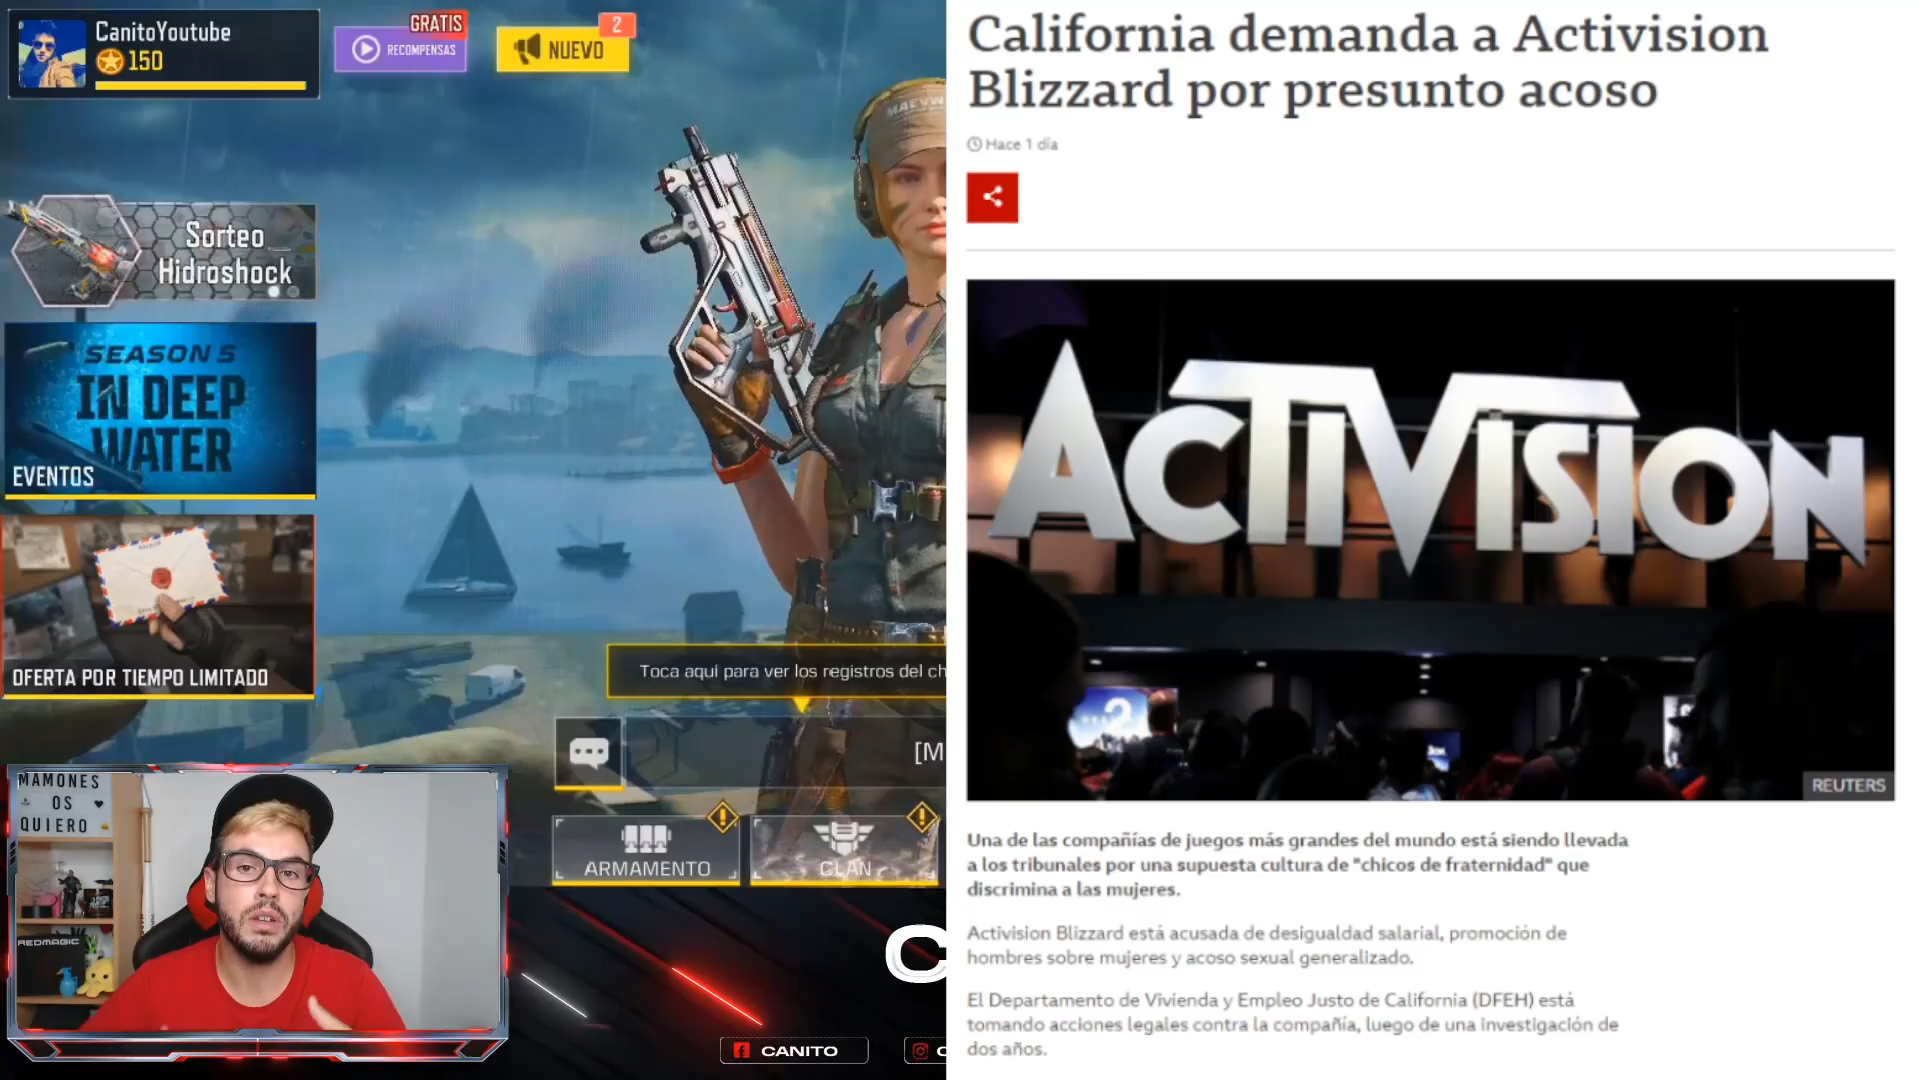 CanitoYoutube
150
GRATIS
RECOMPENSAS
2
NUEVO
Sorteo
Hidroshock
SEASON 5
IN DEEP
WATER
EVENTOS
OFERTA POR TIEMPO LIMITADO
Toca aquí para ver los registros del ch
[M
ARMAMENTO
CLAN
MAMONES
OS
QUIERO
REDMAGIC
C
CANITO
C
California demanda a Activision
Blizzard por presunto acoso
Hace 1 día
ACTIVISION
REUTERS
Una de las compañías de juegos más grandes del mundo está siendo llevada
a los tribunales por una supuesta cultura de "chicos de fraternidad" que
discrimina a las mujeres.
Activision Blizzard está acusada de desigualdad salarial, promoción de
hombres sobre mujeres y acoso sexual generalizado.
El Departamento de Vivienda y Empleo Justo de California (DFEH) está
tomando acciones legales contra la compañía, luego de una investigación de
dos años.